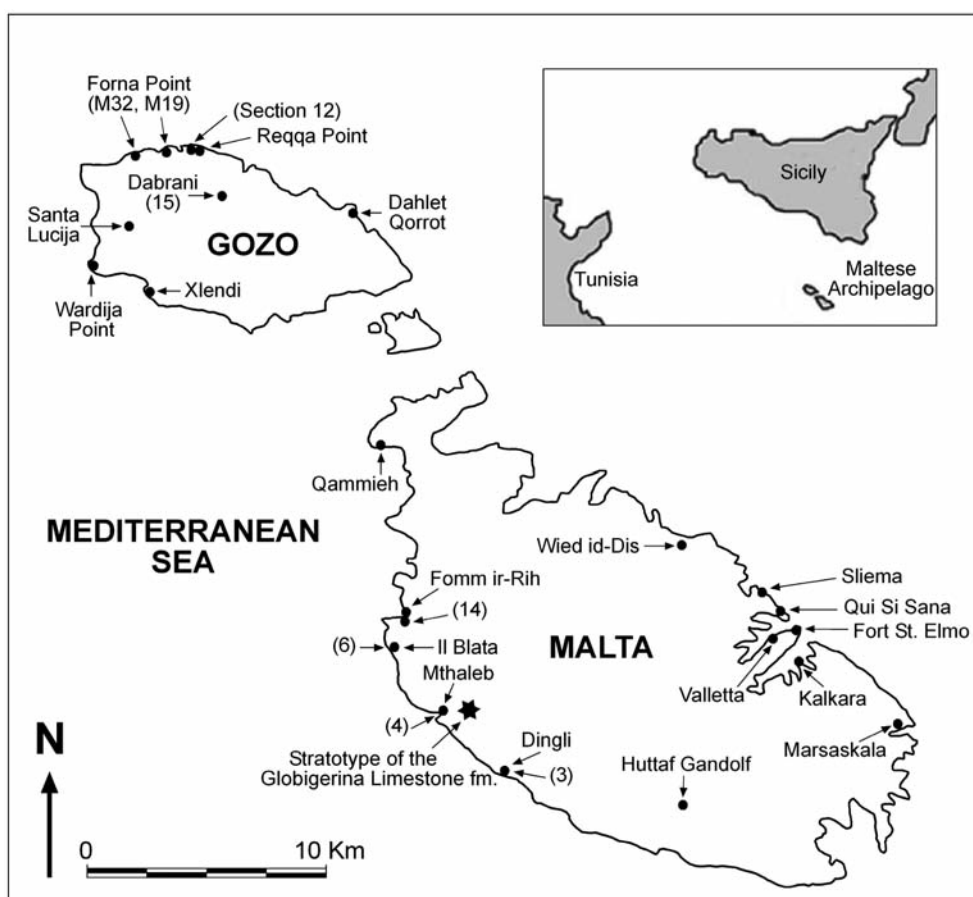 Forna Point
(M32, M19)
(Section 12)
Reqqa Point
Dabrani
(15)
Dahlet
Qorrot
Santa
Lucija
GOZO
Xlendi
Wardija
Point
Sicily
Tunisia
Maltese
Archipelago
Qammieh
MEDITERRANEAN
SEA
Wied id-Dis
Sliema
Fomm ir-Rih
(14)
Qui Si Sana
Fort St. Elmo
(6)
Il Blata
MALTA
Mthaleb
Valletta
Kalkara
(4)
Marsaskala
Stratotype of the
Globigerina Limestone fm.
Dingli
(3)
Huttaf Gandolf
N
0
10 Km